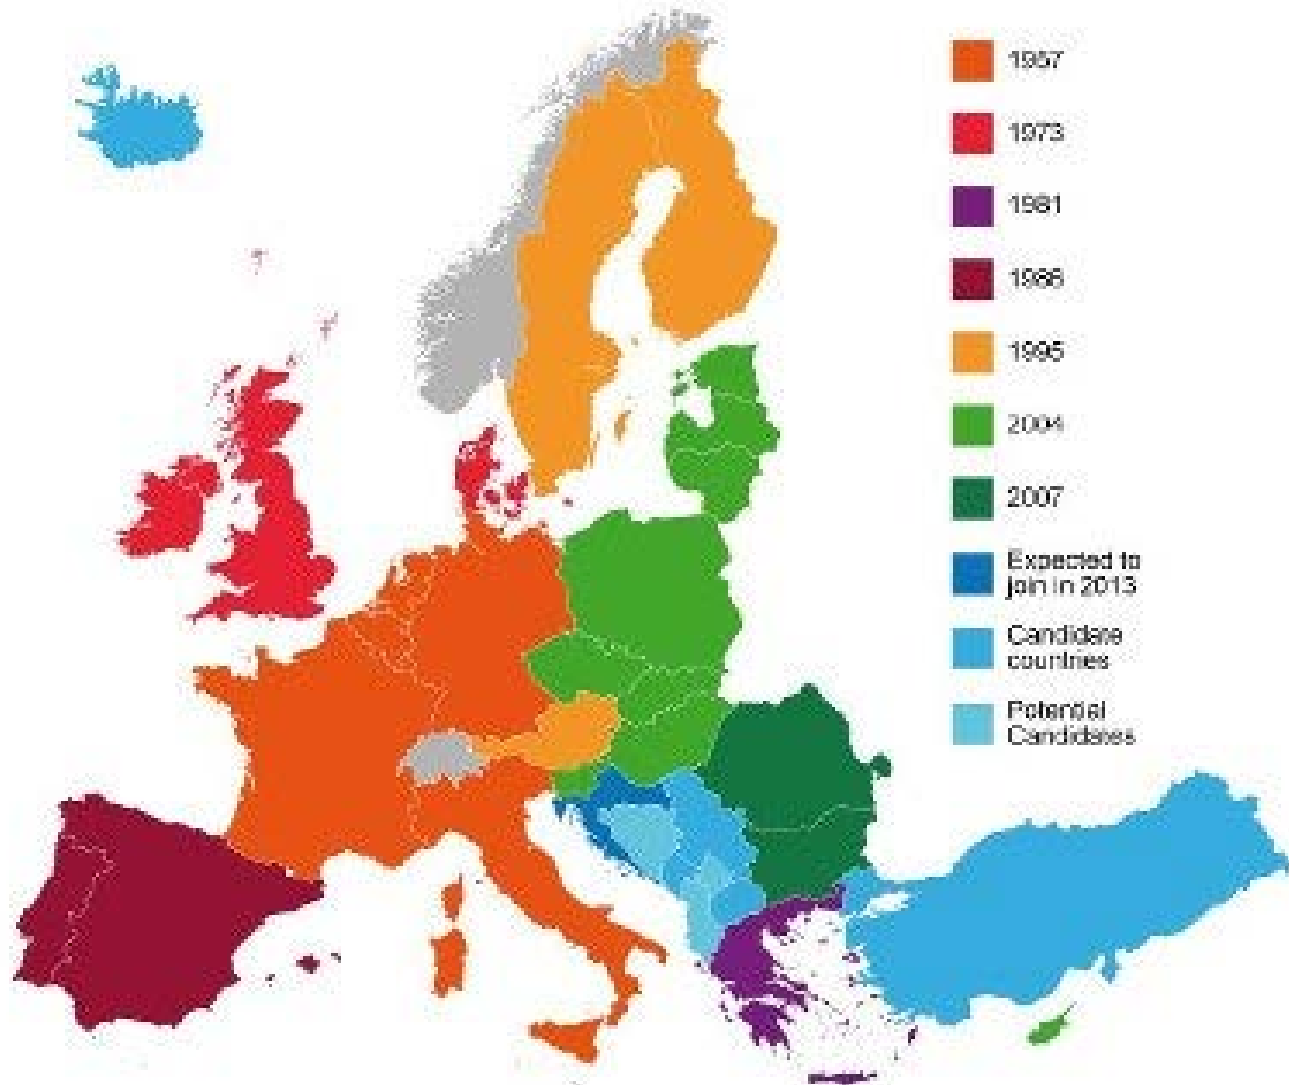 1957
1973
1981
1986
1995
2004
2007
Expected to
join in 2013
Candidate
countries
Potential
Candidates